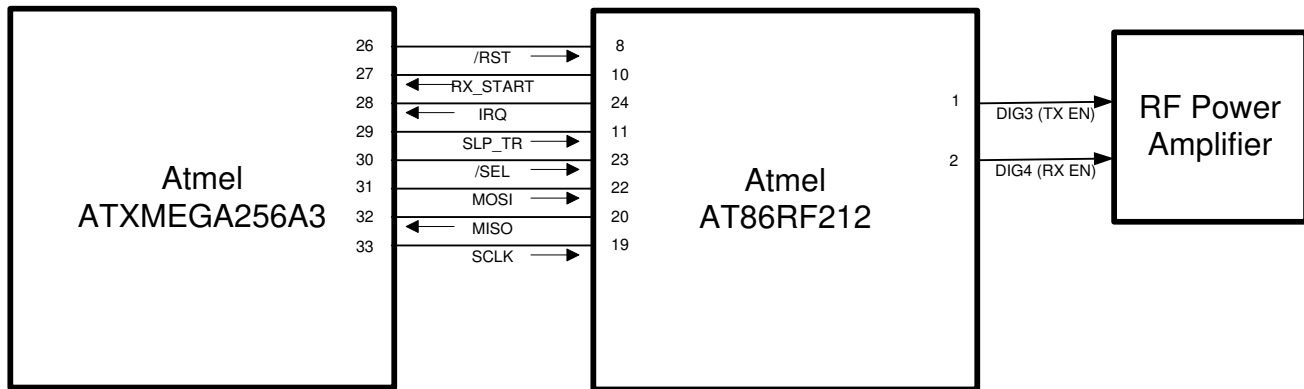 26 /RST 8
27 RX_START 10
28 IRQ 24
29 SLP_TR 11
30 /SEL 23
31 MOSI 22
32 MISO 20
33 SCLK 19
Atmel
ATXMEGA256A3
Atmel
AT86RF212
1 DIG3 (TX EN)
2 DIG4 (RX EN)
RF Power
Amplifier